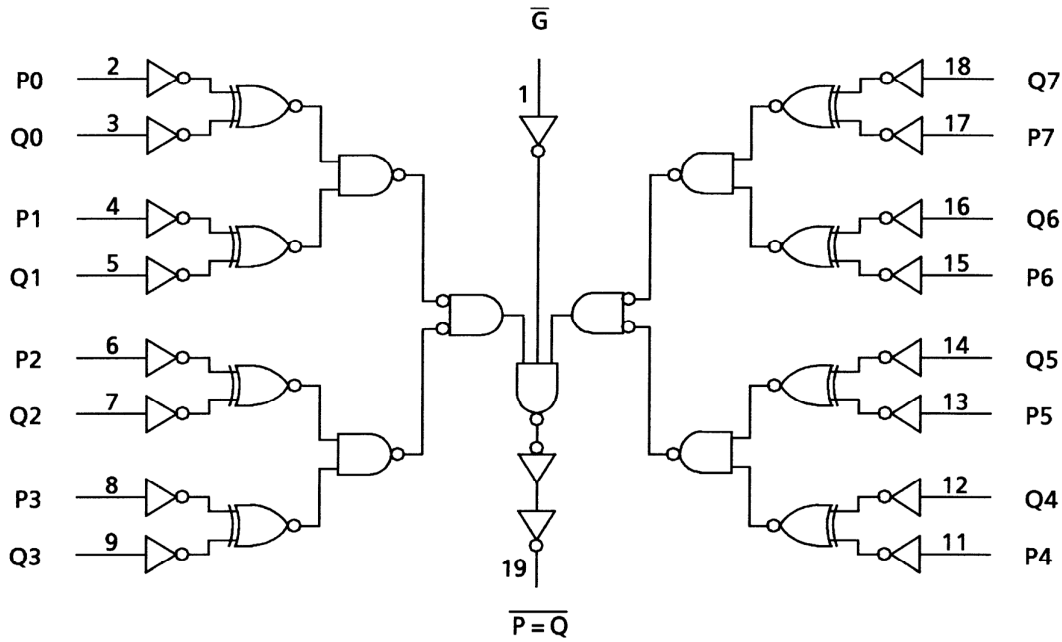 G̅
P0 2
Q0 3
P1 4
Q1 5
P2 6
Q2 7
P3 8
Q3 9
1
18 Q7
17 P7
16 Q6
15 P6
14 Q5
13 P5
12 Q4
11 P4
19
P̅ ̅=̅ ̅Q̅